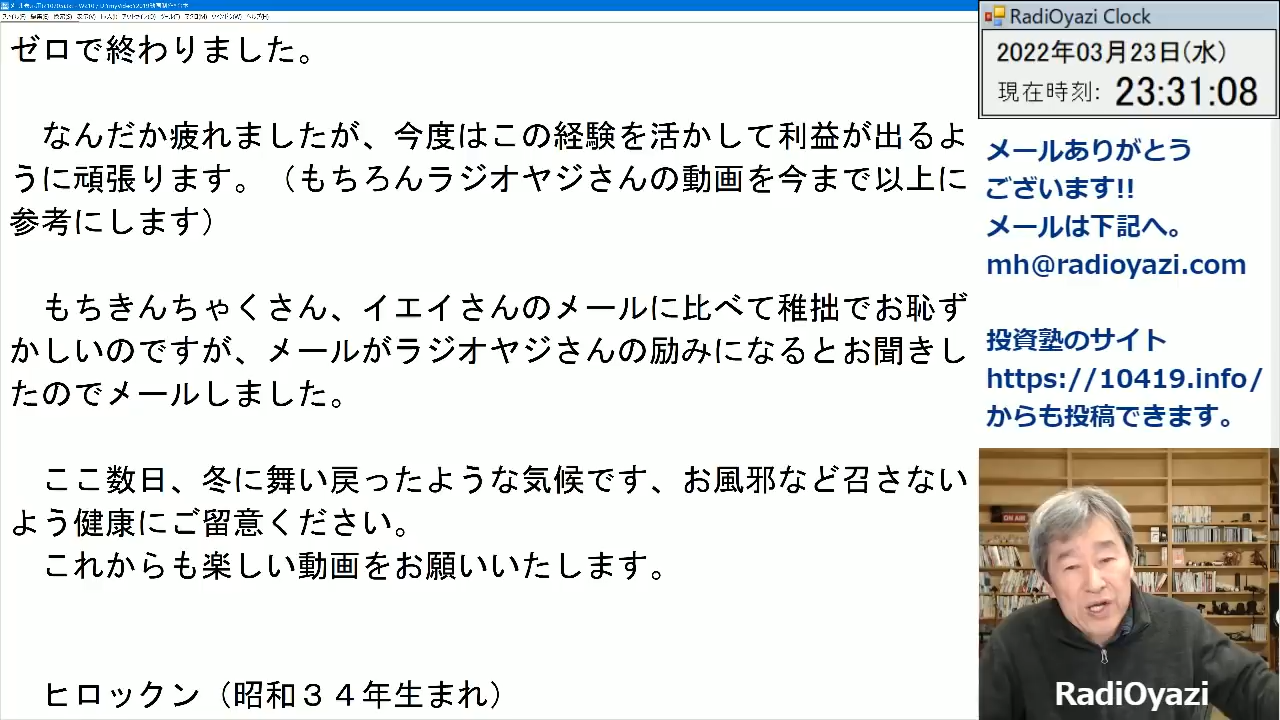 ゼロで終わりました。
なんだか疲れましたが、今度はこの経験を活かして利益が出るよ
うに頑張ります。（もちろんラジオヤジさんの動画を今まで以上に
参考にします）
もちきんちゃくさん、イエイさんのメールに比べて稚拙でお恥ず
かしいのですが、メールがラジオヤジさんの励みになるとお聞きし
たのでメールしました。
ここ数日、冬に舞い戻ったような気候です、お風邪など召さない
よう健康にご留意ください。
これからも楽しい動画をお願いいたします。
ヒロックン（昭和３４年生まれ）
RadiOyazi Clock
2022年03月23日(水)
現在時刻: 23:31:08
メールありがとう
ございます!!
メールは下記へ。
mh@radioyazi.com
投資塾のサイト
https://10419.info/
からも投稿できます。
ON AIR
RadiOyazi